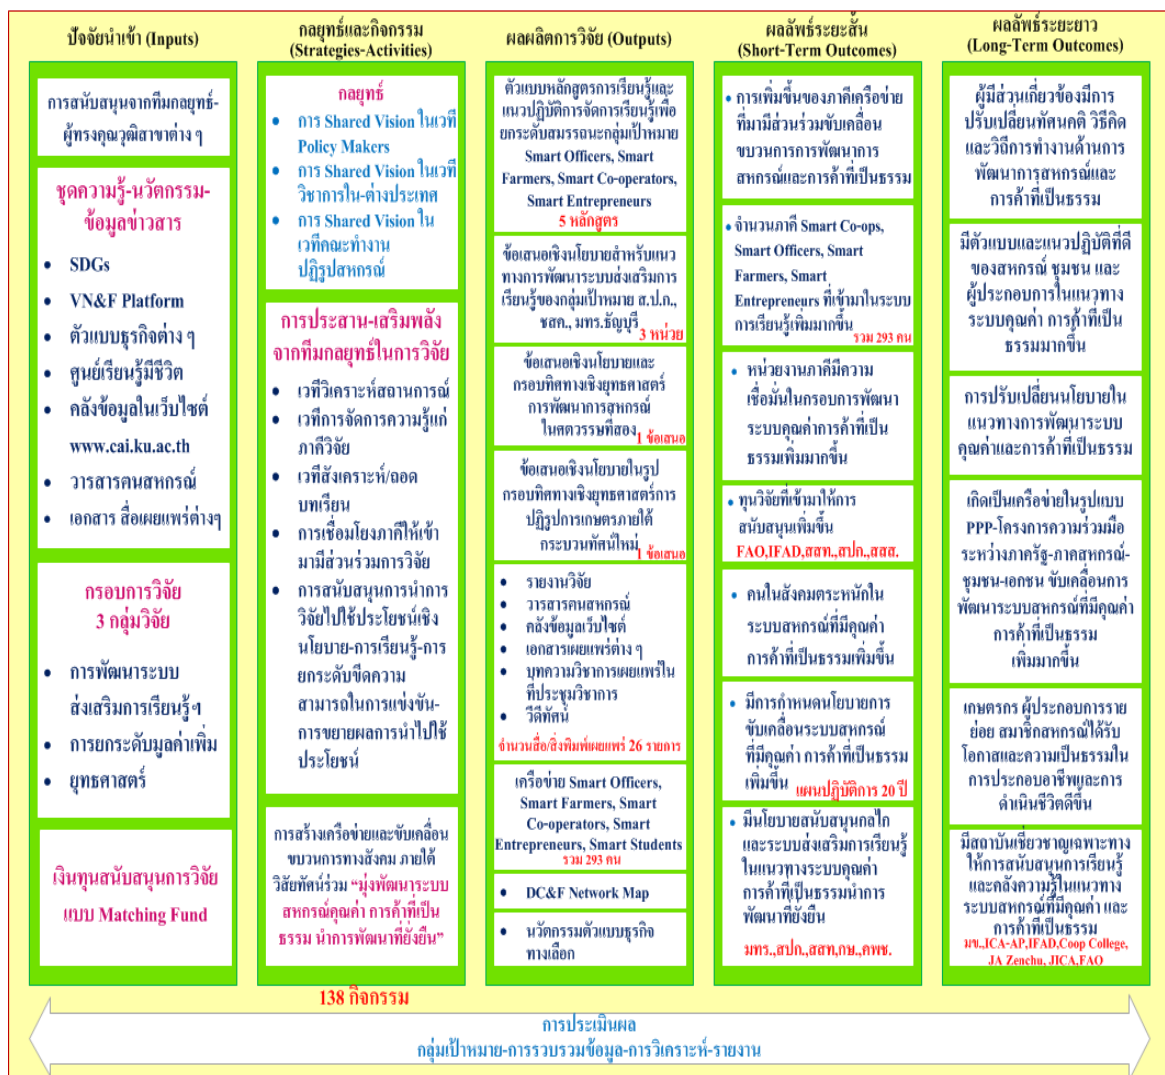 ปัจจัยนำเข้า (Inputs)
การสนับสนุนจากทีมกลยุทธ์-
ผู้ทรงคุณวุฒิสาขาต่าง ๆ
ชุดความรู้-นวัตกรรม-
ข้อมูลข่าวสาร
• SDGs
• VN&F Platform
• ตัวแบบธุรกิจต่าง ๆ
• ศูนย์เรียนรู้มีชีวิต
• คลังข้อมูลในเว็บไซต์
www.cai.ku.ac.th
• วารสารคนสหกรณ์
• เอกสาร สื่อเผยแพร่ต่างๆ
กรอบการวิจัย
3 กลุ่มวิจัย
• การพัฒนาระบบ
ส่งเสริมการเรียนรู้ฯ
• การยกระดับมูลค่าเพิ่ม
• ยุทธศาสตร์
เงินทุนสนับสนุนการวิจัย
แบบ Matching Fund
กลยุทธ์และกิจกรรม
(Strategies-Activities)
กลยุทธ์
• การ Shared Vision ในเวที
Policy Makers
• การ Shared Vision ในเวที
วิชาการใน-ต่างประเทศ
• การ Shared Vision ใน
เวทีคณะทำงาน
ปฏิรูปสหกรณ์
การประสาน-เสริมพลัง
จากทีมกลยุทธ์ในการวิจัย
• เวทีวิเคราะห์สถานการณ์
• เวทีการจัดการความรู้แก่
ภาคีวิจัย
• เวทีสังเคราะห์/ถอด
บทเรียน
• การเชื่อมโยงภาคีให้เข้า
มามีส่วนร่วมการวิจัย
• การสนับสนุนการนำการ
วิจัยไปใช้ประโยชน์เชิง
นโยบาย-การเรียนรู้-การ
ยกระดับขีดความ
สามารถในการแข่งขัน-
การขยายผลการนำไปใช้
ประโยชน์
การสร้างเครือข่ายและขับเคลื่อน
ขบวนการทางสังคม ภายใต้
วิสัยทัศน์ร่วม “มุ่งพัฒนาระบบ
สหกรณ์คุณค่า การค้าที่เป็น
ธรรม นำการพัฒนาที่ยั่งยืน”
138 กิจกรรม
ผลผลิตการวิจัย (Outputs)
ตัวแบบหลักสูตรการเรียนรู้และ
แนวปฏิบัติการจัดการเรียนรู้เพื่อ
ยกระดับสมรรถนะกลุ่มเป้าหมาย
Smart Officers, Smart
Farmers, Smart Co-operators,
Smart Entrepreneurs
5 หลักสูตร
ข้อเสนอเชิงนโยบายสำหรับแนว
ทางการพัฒนาระบบส่งเสริมการ
เรียนรู้ของกลุ่มเป้าหมาย ส.ป.ก.,
ชสค., มทร.ธัญบุรี
3 หน่วย
ข้อเสนอเชิงนโยบายและ
กรอบทิศทางเชิงยุทธศาสตร์
การพัฒนาการสหกรณ์
ในศตวรรษที่สอง
1 ข้อเสนอ
ข้อเสนอเชิงนโยบายในรูป
กรอบทิศทางเชิงยุทธศาสตร์การ
ปฏิรูปการเกษตรภายใต้
กระบวนทัศน์ใหม่
1 ข้อเสนอ
• รายงานวิจัย
• วารสารคนสหกรณ์
• คลังข้อมูลเว็บไซต์
• เอกสารเผยแพร่ต่าง ๆ
• บทความวิชาการเผยแพร่ใน
ที่ประชุมวิชาการ
• วีดีทัศน์
จำนวนสื่อ/สิ่งพิมพ์เผยแพร่ 26 รายการ
เครือข่าย Smart Officers,
Smart Farmers, Smart
Co-operators, Smart
Entrepreneurs, Smart Students
รวม 293 คน
• DC&F Network Map
• นวัตกรรมตัวแบบธุรกิจ
ทางเลือก
ผลลัพธ์ระยะสั้น
(Short-Term Outcomes)
• การเพิ่มขึ้นของภาคีเครือข่าย
ที่มามีส่วนร่วมขับเคลื่อน
ขบวนการการพัฒนาการ
สหกรณ์และการค้าที่เป็นธรรม
• จำนวนภาคี Smart Co-ops,
Smart Officers, Smart
Farmers, Smart
Entrepreneurs ที่เข้ามาในระบบ
การเรียนรู้เพิ่มมากขึ้น
รวม 293 คน
• หน่วยงานภาคีมีความ
เชื่อมั่นในกรอบการพัฒนา
ระบบคุณค่าการค้าที่เป็น
ธรรมเพิ่มมากขึ้น
• ทุนวิจัยที่เข้ามาให้การ
สนับสนุนเพิ่มขึ้น
FAO,IFAD,สสท.,สปก.,สสส.
• คนในสังคมตระหนักใน
ระบบสหกรณ์ที่มีคุณค่า
การค้าที่เป็นธรรมเพิ่มขึ้น
• มีการกำหนดนโยบายการ
ขับเคลื่อนระบบสหกรณ์
ที่มีคุณค่า การค้าที่เป็นธรรม
เพิ่มขึ้น
แผนปฏิบัติการ 20 ปี
• มีนโยบายสนับสนุนกลไก
และระบบส่งเสริมการเรียนรู้
ในแนวทางระบบคุณค่า
การค้าที่เป็นธรรมนำการ
พัฒนาที่ยั่งยืน
มทร.,สปก.,สสท,กษ.,คพช.
ผลลัพธ์ระยะยาว
(Long-Term Outcomes)
ผู้มีส่วนเกี่ยวข้องมีการ
ปรับเปลี่ยนทัศนคติ วิธีคิด
และวิถีการทำงานด้านการ
พัฒนาการสหกรณ์และ
การค้าที่เป็นธรรม
มีตัวแบบและแนวปฏิบัติที่ดี
ของสหกรณ์ ชุมชน และ
ผู้ประกอบการในแนวทาง
ระบบคุณค่า การค้าที่เป็น
ธรรมมากขึ้น
การปรับเปลี่ยนนโยบายใน
แนวทางการพัฒนาระบบ
คุณค่าและการค้าที่เป็นธรรม
เกิดเป็นเครือข่ายในรูปแบบ
PPP-โครงการความร่วมมือ
ระหว่างภาครัฐ-ภาคสหกรณ์-
ชุมชน-เอกชน ขับเคลื่อนการ
พัฒนาระบบสหกรณ์ที่มีคุณค่า
การค้าที่เป็นธรรม
เพิ่มมากขึ้น
เกษตรกร ผู้ประกอบการราย
ย่อย สมาชิกสหกรณ์ได้รับ
โอกาสและความเป็นธรรมใน
การประกอบอาชีพและการ
ดำเนินชีวิตดีขึ้น
มีสถาบันเชี่ยวชาญเฉพาะทาง
ให้การสนับสนุนการเรียนรู้
และคลังความรู้ในแนวทาง
ระบบสหกรณ์ที่มีคุณค่า และ
การค้าที่เป็นธรรม
มข.,ICA-AP,IFAD,Coop College,
JA Zenchu, JICA,FAO
การประเมินผล
กลุ่มเป้าหมาย-การรวบรวมข้อมูล-การวิเคราะห์-รายงาน